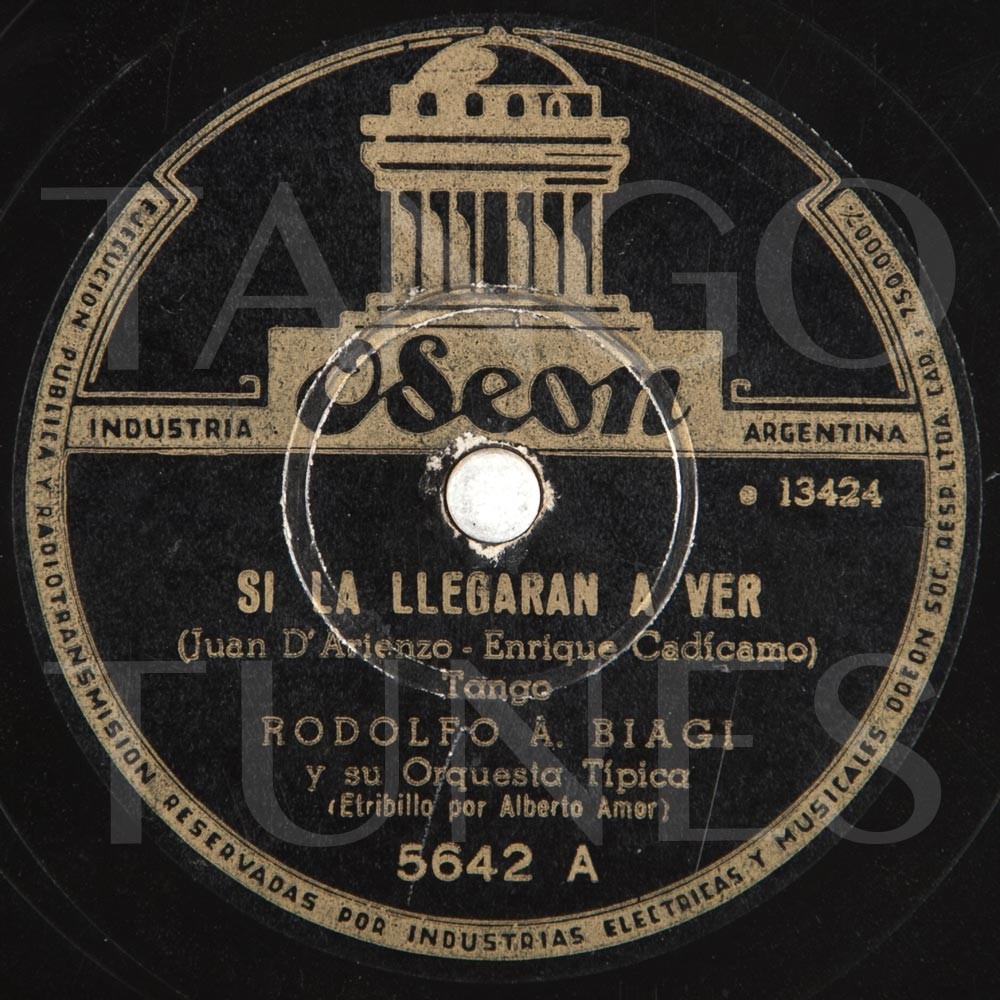 TANGO
TUNES
Odeon
INDUSTRIA
ARGENTINA
13424
SI LA LLEGARAN A VER
(Juan D'Arienzo - Enrique Cadícamo)
Tango
RODOLFO A. BIAGI
y su Orquesta Típica
(Etribillo por Alberto Amor)
5642 A
EJECUCION PUBLICA Y RADIOTRANSMISION RESERVADAS POR INDUSTRIAS ELECTRICAS Y MUSICALES ODEON SOC. RESP. LTDA. CAP. $ 750.000 %